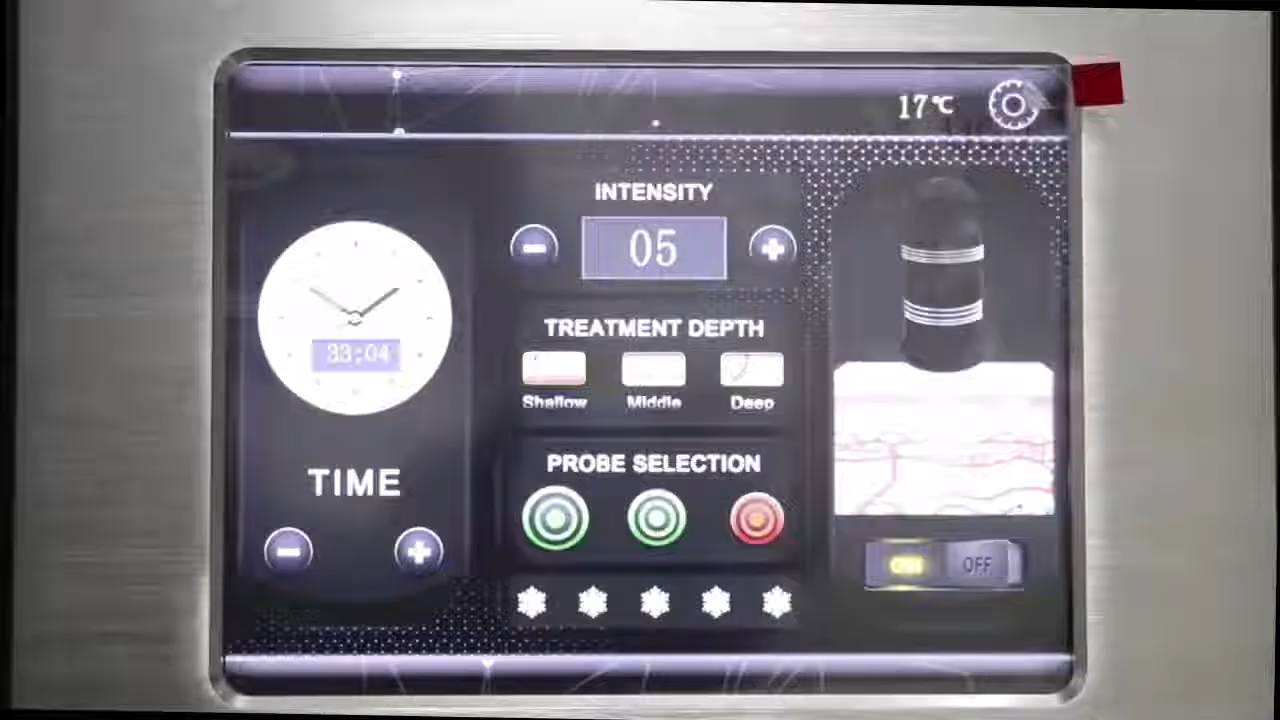 17℃
INTENSITY
05
TREATMENT DEPTH
33:04
Shallow Middle Deep
PROBE SELECTION
TIME
ON OFF